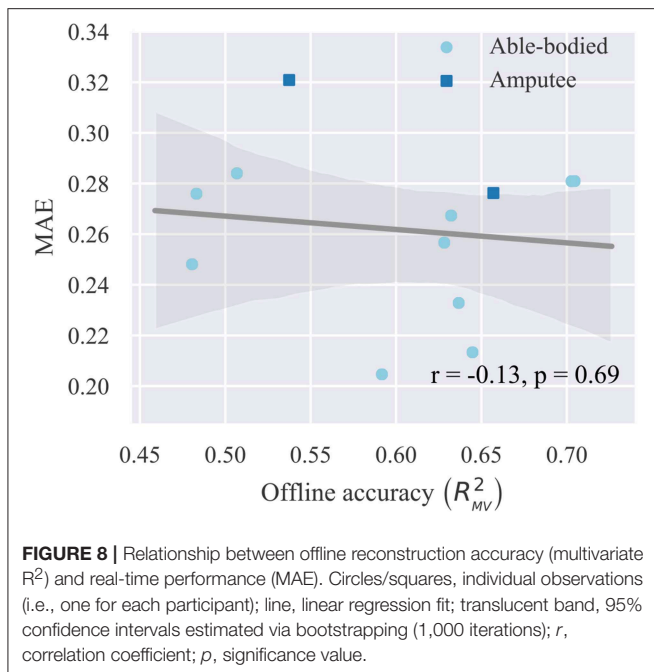 0.34
0.32
0.30
0.28
0.26
0.24
0.22
0.20
MAE
Able-bodied
Amputee
r = -0.13, p = 0.69
0.45 0.50 0.55 0.60 0.65 0.70
Offline accuracy (R²_MV)
FIGURE 8 | Relationship between offline reconstruction accuracy (multivariate
R²) and real-time performance (MAE). Circles/squares, individual observations
(i.e., one for each participant); line, linear regression fit; translucent band, 95%
confidence intervals estimated via bootstrapping (1,000 iterations); r,
correlation coefficient; p, significance value.